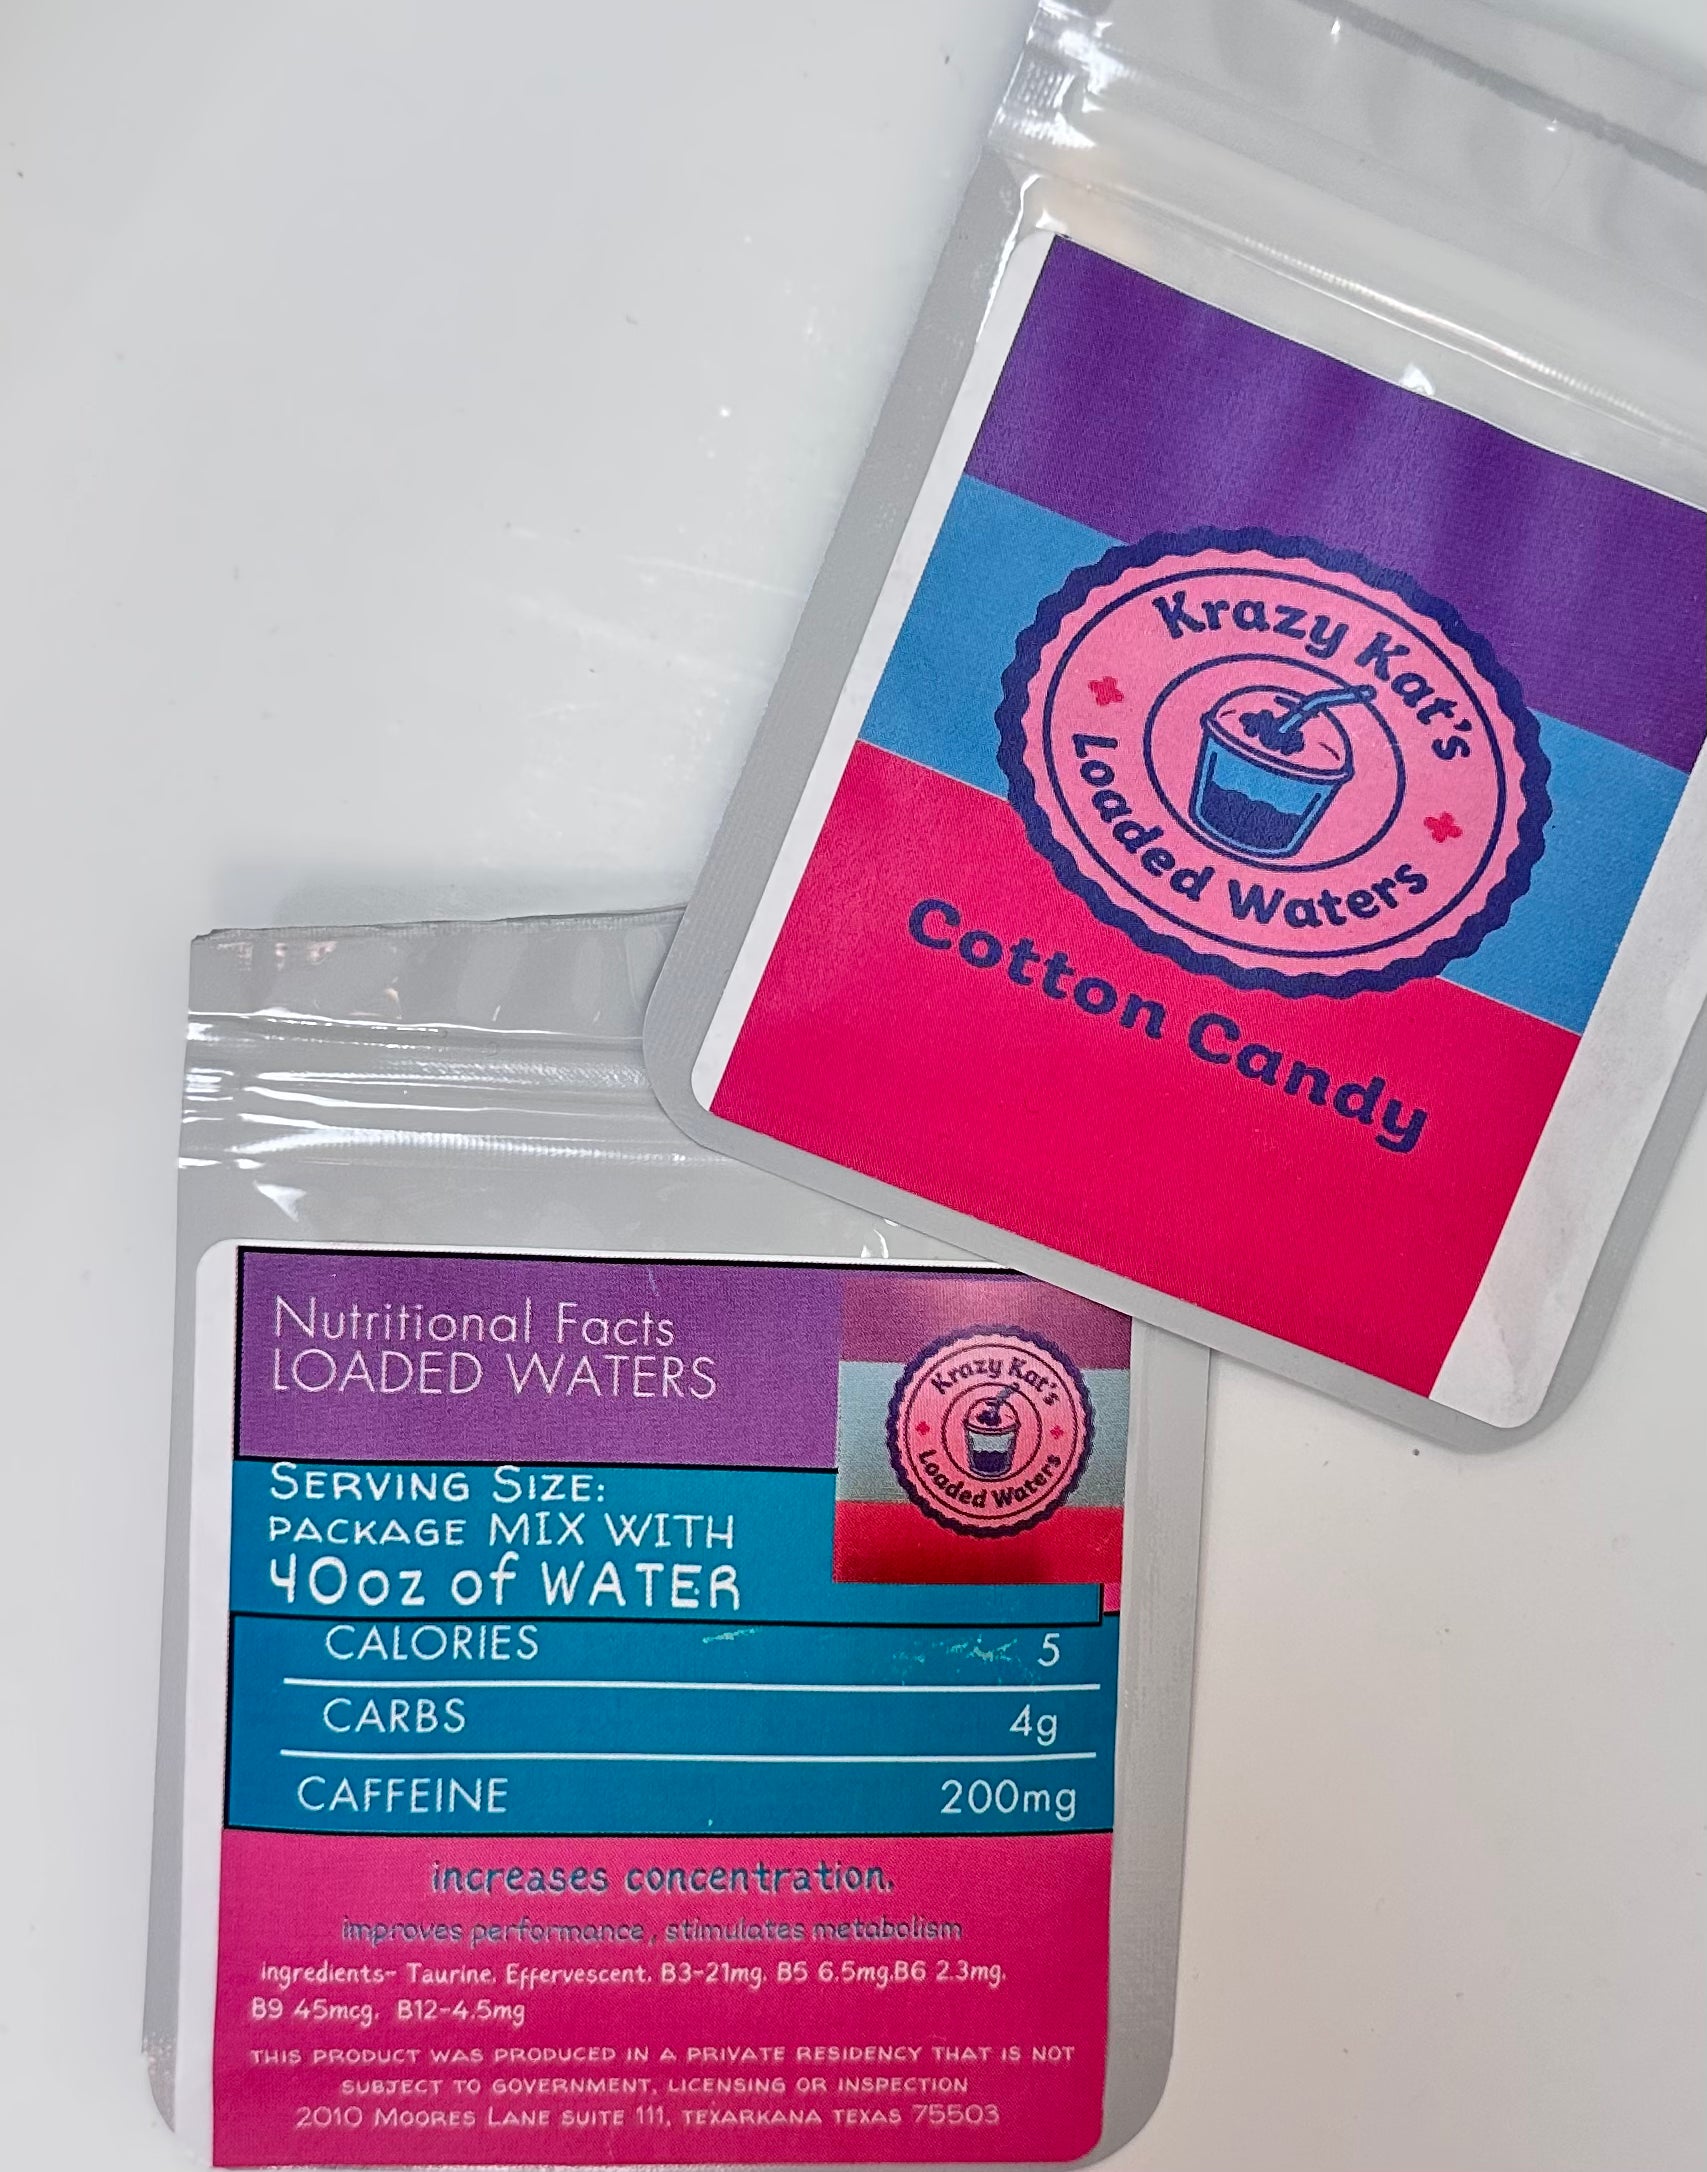 Krazy Kat's
Loaded Waters
Cotton Candy
Nutritional Facts
LOADED WATERS
Krazy Kat's
Loaded Waters
SERVING SIZE:
PACKAGE MIX WITH
40oz of WATER
CALORIES 5
CARBS 4g
CAFFEINE 200mg
increases concentration.
improves performance, stimulates metabolism
ingredients- Taurine, Effervescent, B3-21mg, B5 6.5mg,B6 2.3mg,
B9 45mcg, B12-4.5mg
THIS PRODUCT WAS PRODUCED IN A PRIVATE RESIDENCY THAT IS NOT
SUBJECT TO GOVERNMENT, LICENSING OR INSPECTION
2010 MOORES LANE SUITE 111, TEXARKANA TEXAS 75503